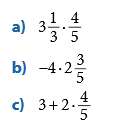 a) 3 1/3 · 4/5
b) −4 · 2 3/5
c) 3 + 2 · 4/5